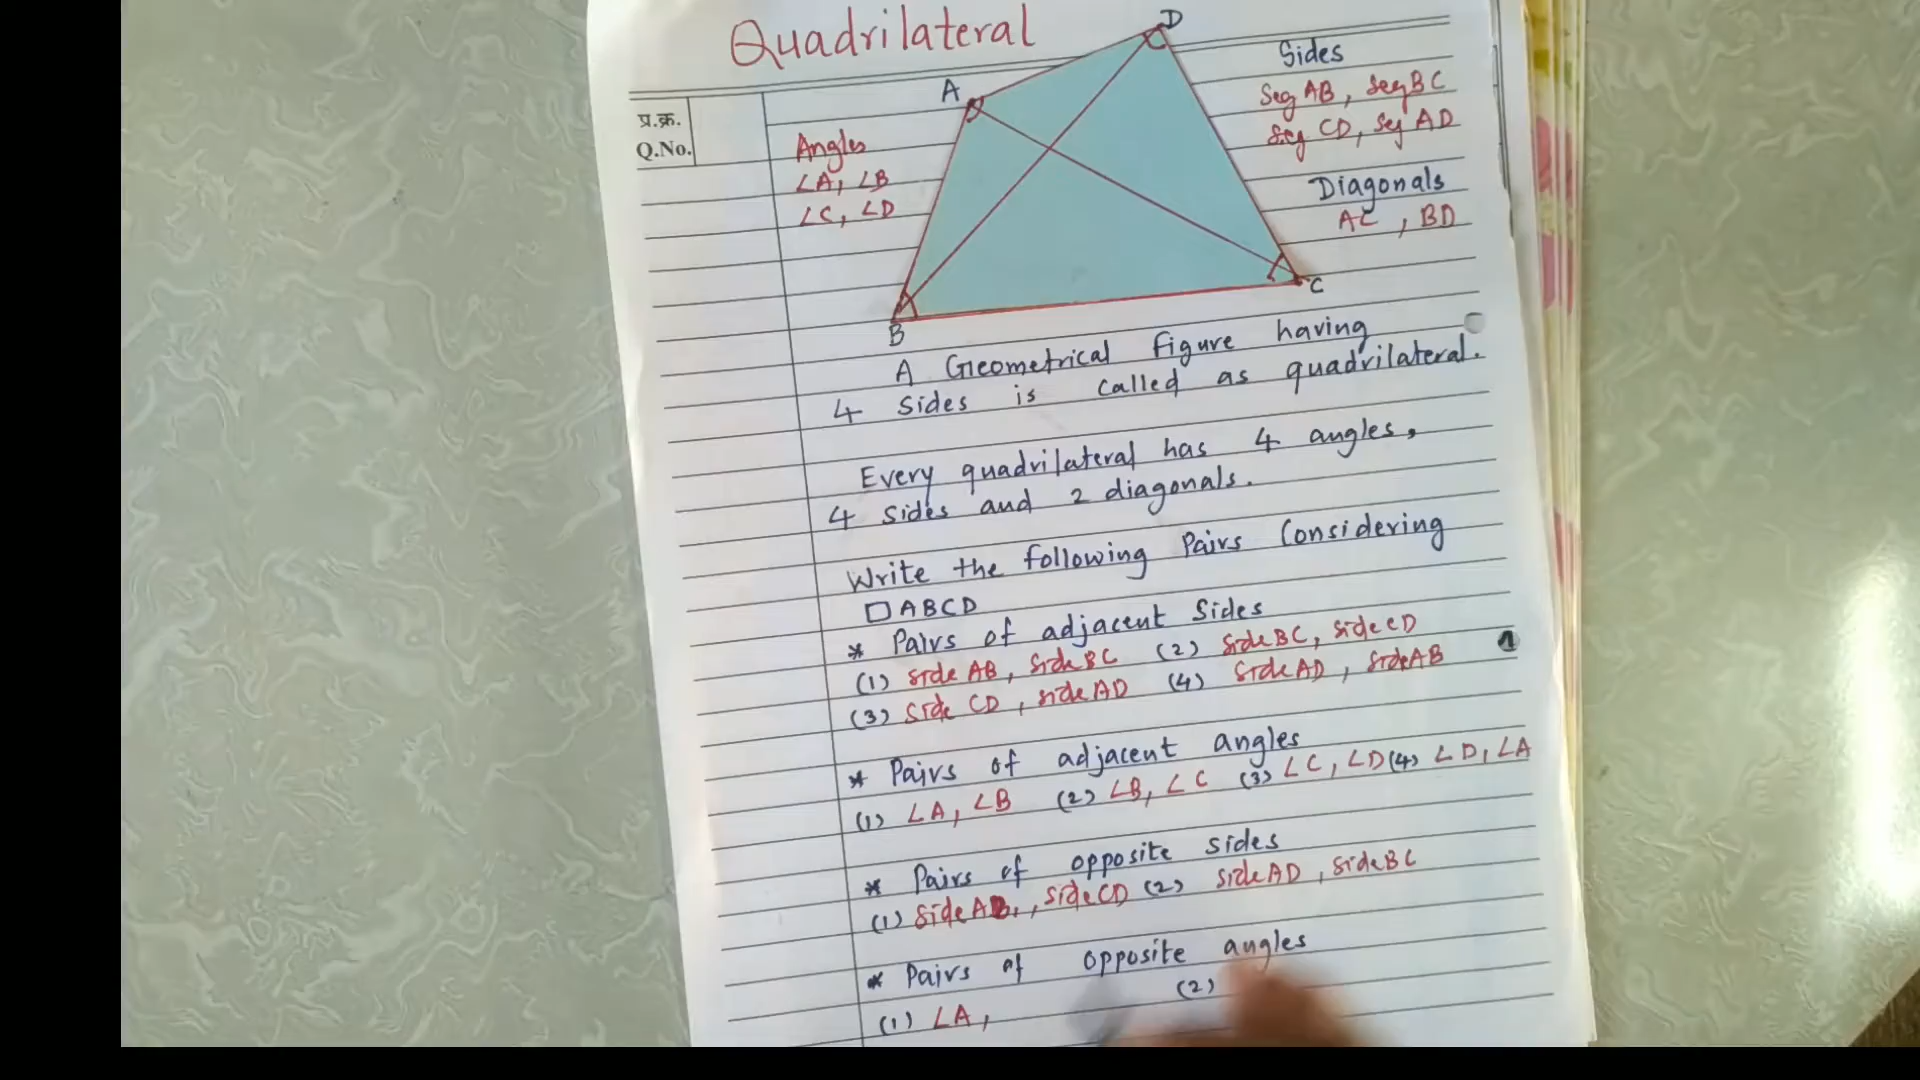 Quadrilateral
प्र.क्र.
Q.No.
Angles
∠A, ∠B
∠C, ∠D
A
D
B
C
Sides
Seg AB, Seg BC
Seg CD, Seg AD
Diagonals
AC, BD
A Geometrical figure having
4 Sides is called as quadrilateral.
Every quadrilateral has 4 angles,
4 Sides and 2 diagonals.
Write the following Pairs Considering
□ABCD
* Pairs of adjacent Sides
(1) Side AB, Side BC (2) Side BC, Side CD
(3) Side CD, side AD (4) Side AD, Side AB
* Pairs of adjacent angles
(1) ∠A, ∠B (2) ∠B, ∠C (3) ∠C, ∠D (4) ∠D, ∠A
* Pairs of opposite sides
(1) Side AB, , Side CD (2) Side AD, Side BC
* Pairs of opposite angles
(1) ∠A, (2)